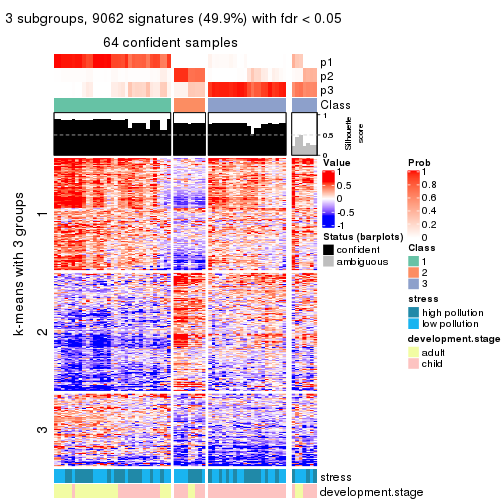 3 subgroups, 9062 signatures (49.9%) with fdr < 0.05
64 confident samples
p1
p2
p3
Class
1
0.5
0
Silhouette
score
k-means with 3 groups
1
2
3
Value
1
0.5
0
-0.5
-1
Status (barplots)
confident
ambiguous
Prob
1
0.8
0.6
0.4
0.2
0
Class
1
2
3
stress
high pollution
low pollution
development.stage
adult
child
stress
development.stage